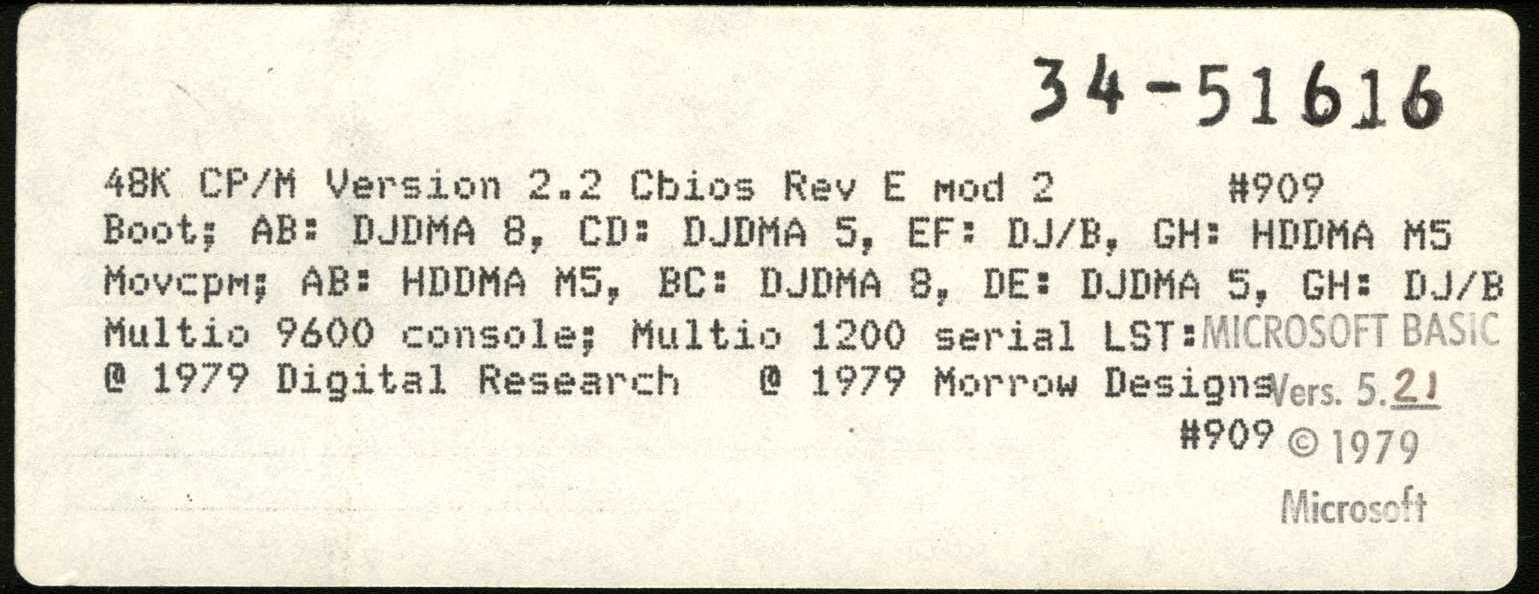 34-51616
48K CP/M Version 2.2 Cbios Rev E mod 2 #909
Boot; AB: DJDMA 8, CD: DJDMA 5, EF: DJ/B, GH: HDDMA M5
Movcpm; AB: HDDMA M5, BC: DJDMA 8, DE: DJDMA 5, GH: DJ/B
Multio 9600 console; Multio 1200 serial LST: MICROSOFT BASIC
@ 1979 Digital Research @ 1979 Morrow Designs Vers. 5.21
#909 © 1979
Microsoft